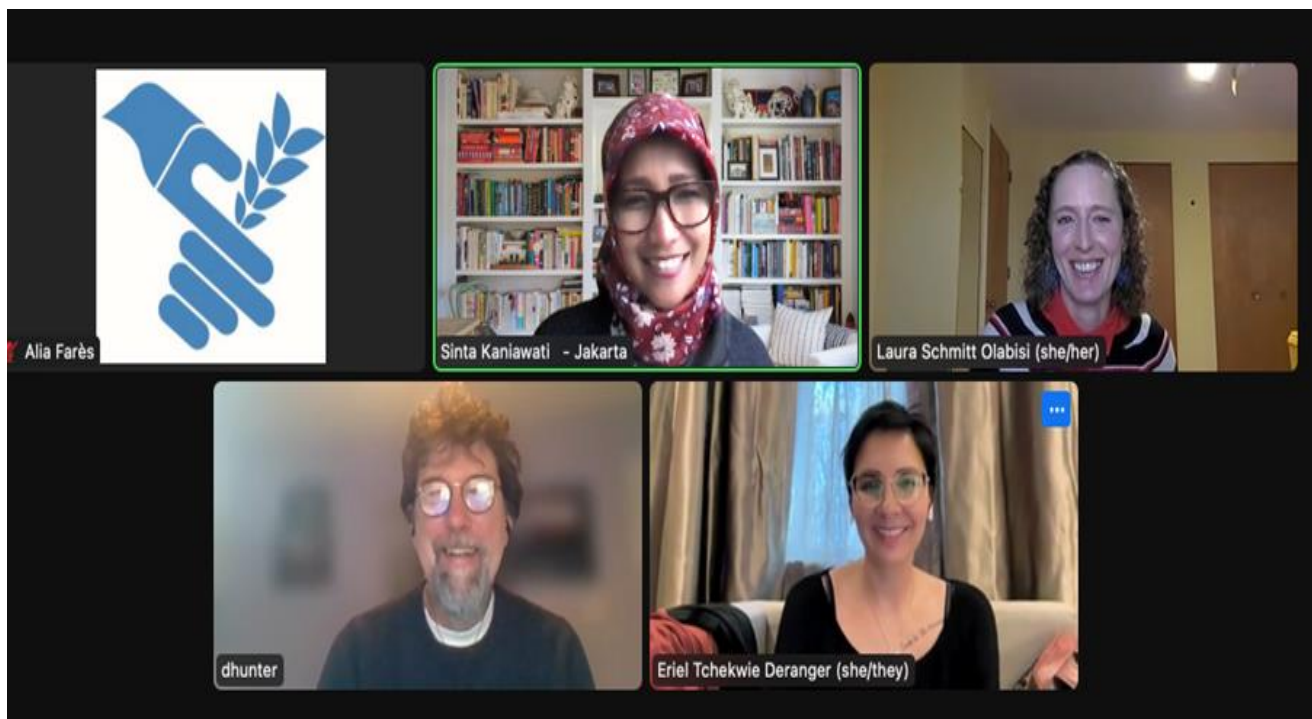 Alia Farès
Sinta Kaniawati - Jakarta
Laura Schmitt Olabisi (she/her)
dhunter
Eriel Tchekwie Deranger (she/they)